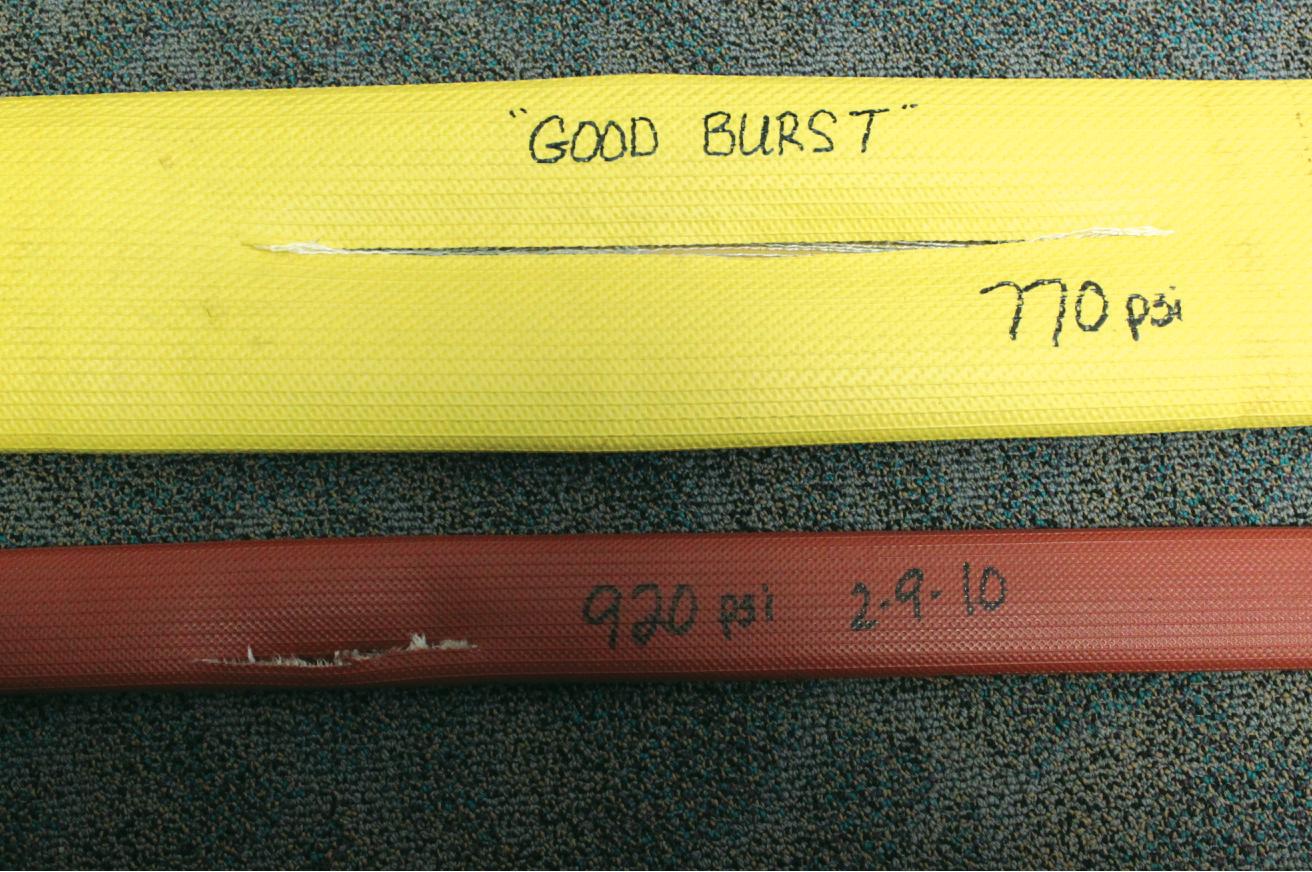 "GOOD BURST"
770 psi
920 psi 2-9-10